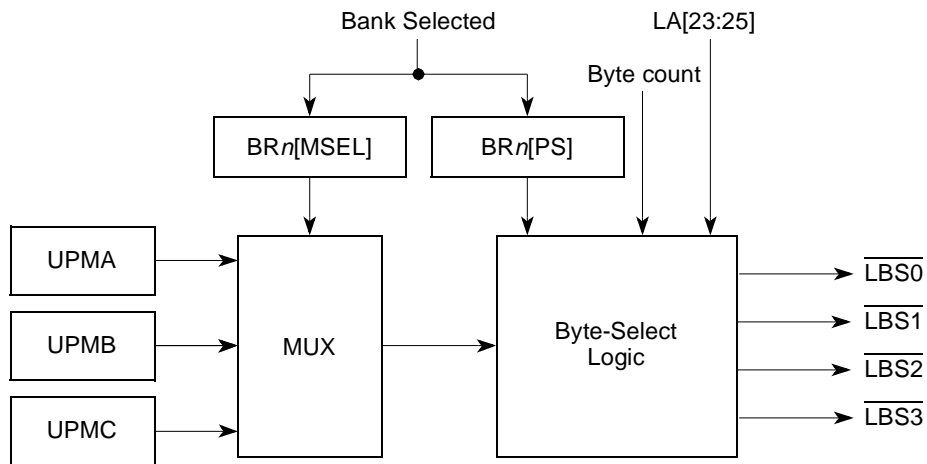 Bank Selected
LA[23:25]
Byte count
BRn[MSEL]
BRn[PS]
UPMA
UPMB
UPMC
MUX
Byte-Select
Logic
LBS0
LBS1
LBS2
LBS3